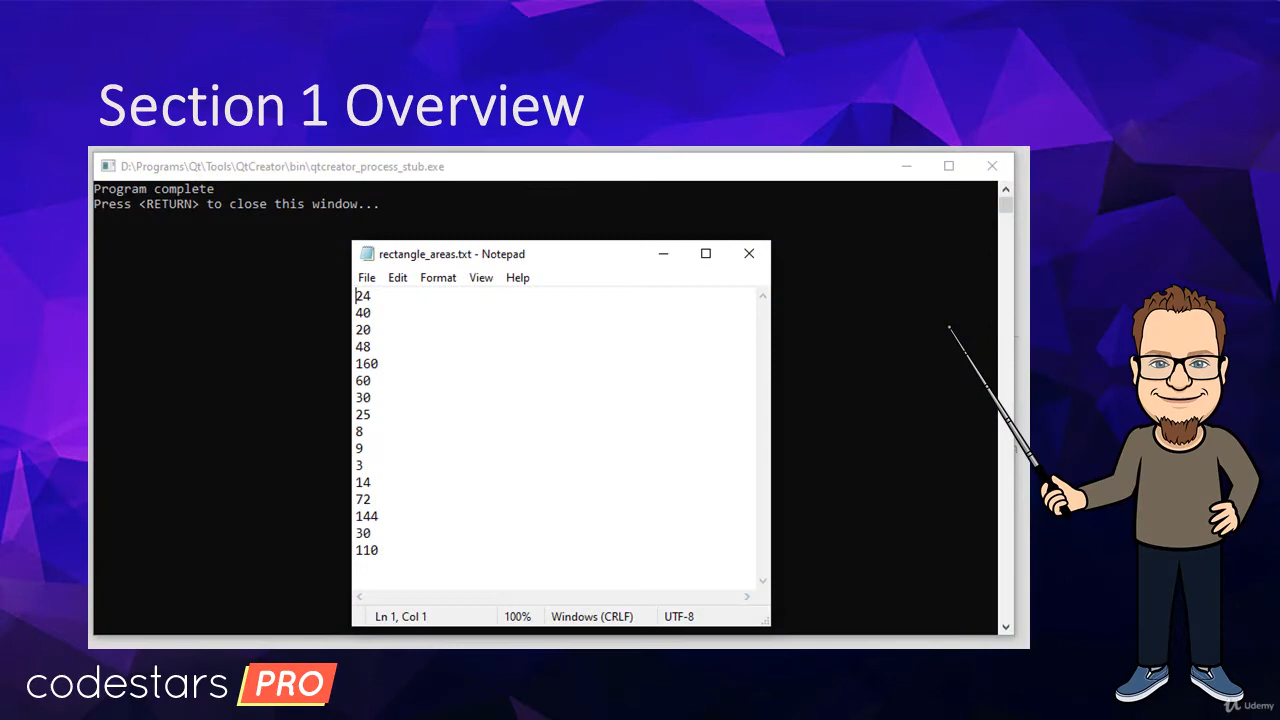 Section 1 Overview
D:\Programs\Qt\Tools\QtCreator\bin\qtcreator_process_stub.exe
Program complete
Press <RETURN> to close this window...
rectangle_areas.txt - Notepad
File Edit Format View Help
24
40
20
48
160
60
30
25
8
9
3
14
72
144
30
110
Ln 1, Col 1 100% Windows (CRLF) UTF-8
codestars PRO
Udemy